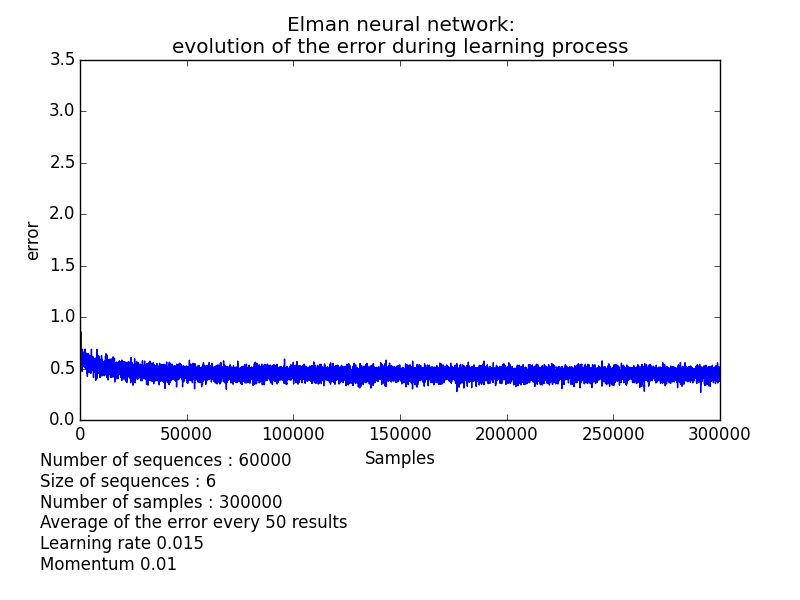 Elman neural network:
evolution of the error during learning process
3.5
3.0
2.5
2.0
1.5
1.0
0.5
0.0
error
0 50000 100000 150000 200000 250000 300000
Samples
Number of sequences : 60000
Size of sequences : 6
Number of samples : 300000
Average of the error every 50 results
Learning rate 0.015
Momentum 0.01